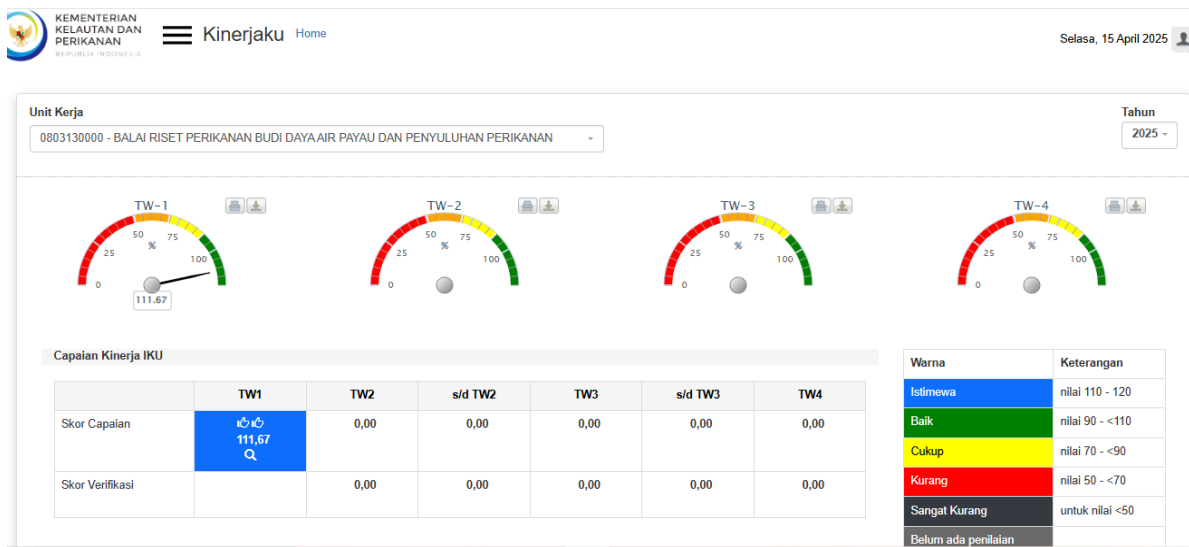 KEMENTERIAN
KELAUTAN DAN
PERIKANAN
REPUBLIK INDONESIA
Kinerjaku Home
Selasa, 15 April 2025
Unit Kerja
Tahun
0803130000 - BALAI RISET PERIKANAN BUDI DAYA AIR PAYAU DAN PENYULUHAN PERIKANAN
2025
TW-1
0 25 50 75 100
%
111.67
TW-2
0 25 50 75 100
%
TW-3
0 25 50 75 100
%
TW-4
0 25 50 75 100
%
Capaian Kinerja IKU
TW1 TW2 s/d TW2 TW3 s/d TW3 TW4
Skor Capaian 111,67 0,00 0,00 0,00 0,00 0,00
Skor Verifikasi 0,00 0,00 0,00 0,00 0,00
Warna Keterangan
Istimewa nilai 110 - 120
Baik nilai 90 - <110
Cukup nilai 70 - <90
Kurang nilai 50 - <70
Sangat Kurang untuk nilai <50
Belum ada penilaian